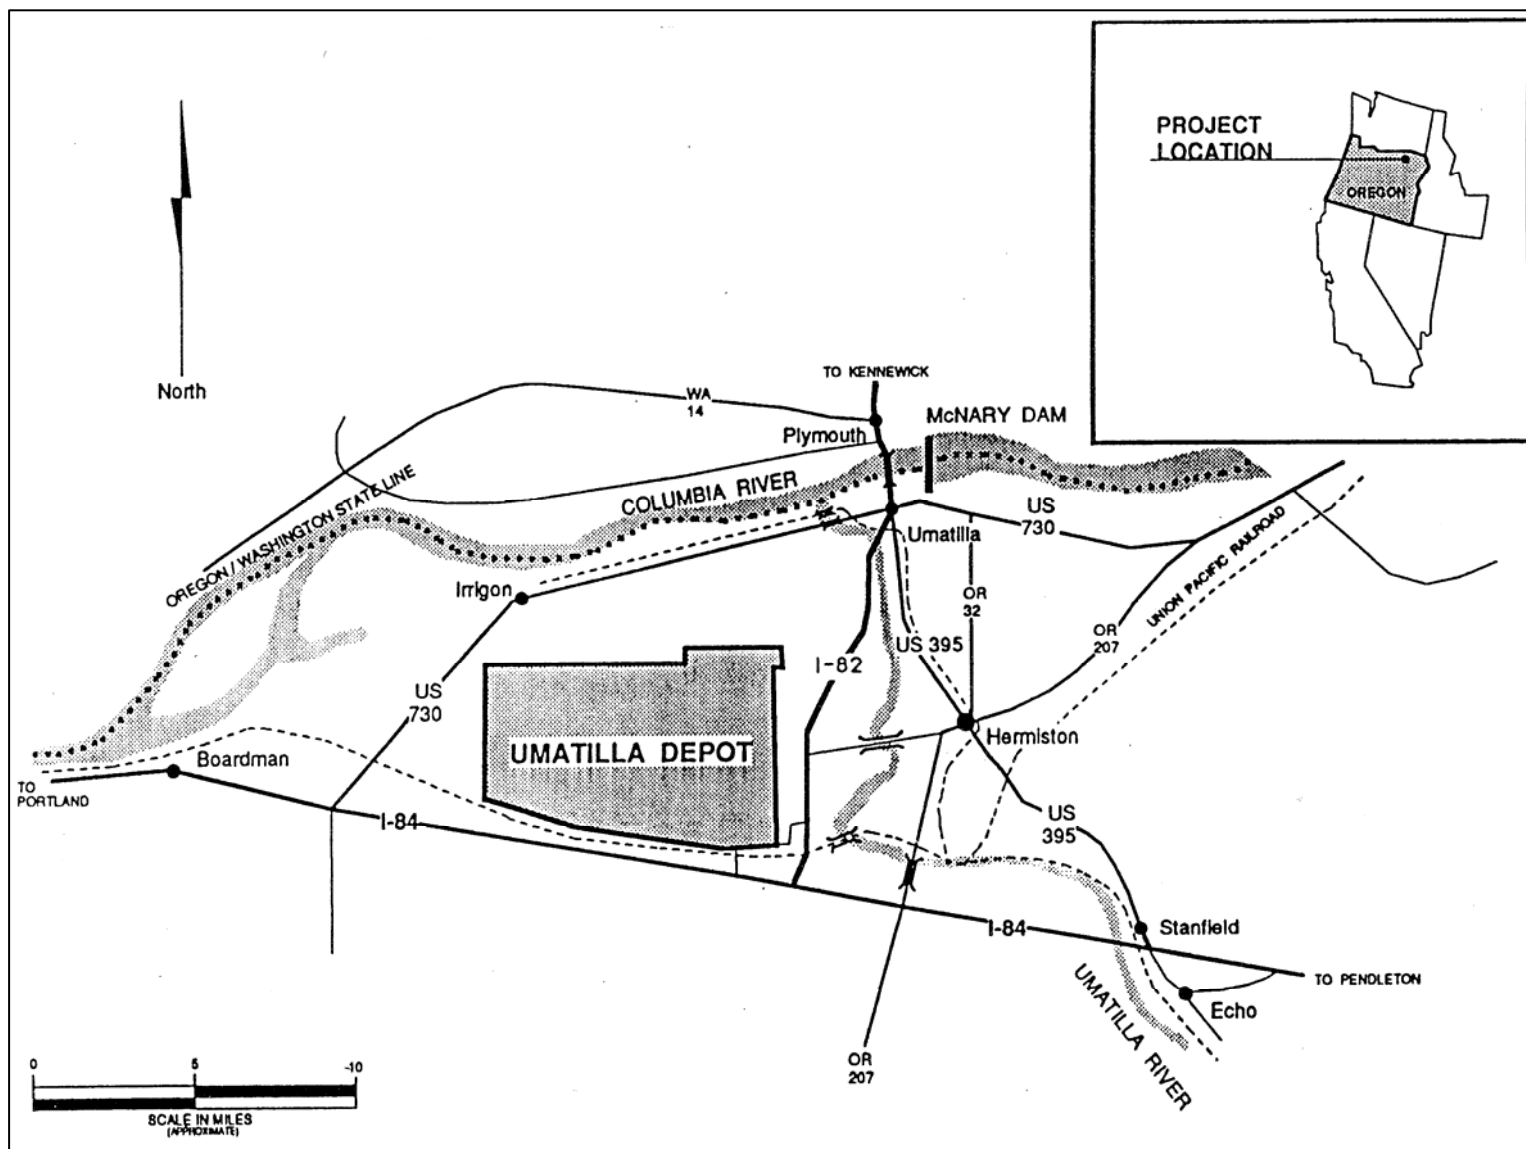 PROJECT
LOCATION
OREGON
North
TO KENNEWICK
WA
14
McNARY DAM
Plymouth
COLUMBIA RIVER
OREGON / WASHINGTON STATE LINE
US
730
Umatilla
UNION PACIFIC RAILROAD
Irrigon
OR
32
OR
207
US 395
I-82
US
730
Hermiston
UMATILLA DEPOT
Boardman
TO
PORTLAND
I-84
US
395
I-84
Stanfield
TO PENDLETON
UMATILLA RIVER
Echo
OR
207
0 5 -10
SCALE IN MILES
(APPROXIMATE)